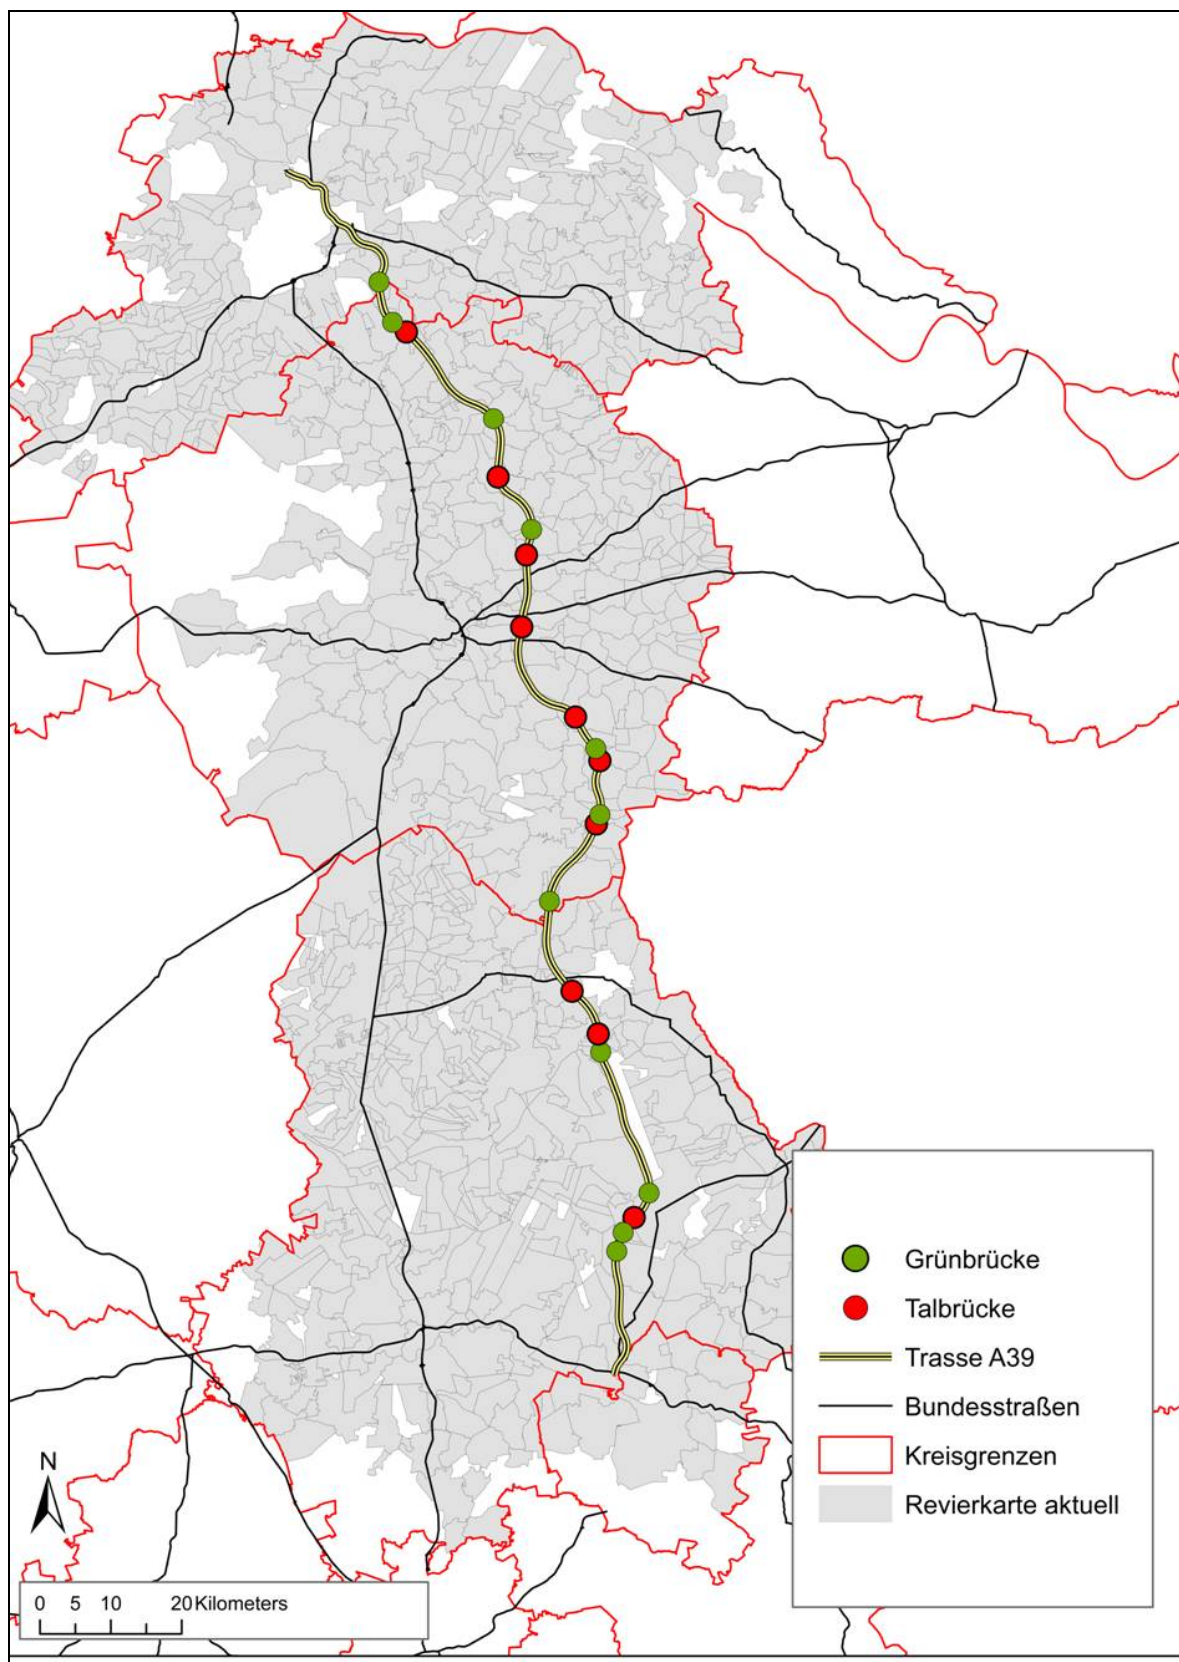 Grünbrücke
Talbrücke
Trasse A39
Bundesstraßen
Kreisgrenzen
Revierkarte aktuell
N
0 5 10 20 Kilometers